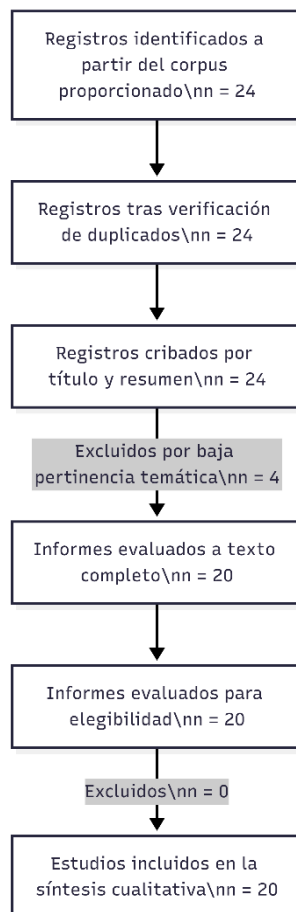 Registros identificados a
partir del corpus
proporcionado\nn = 24
Registros tras verificación
de duplicados\nn = 24
Registros cribados por
título y resumen\nn = 24
Excluidos por baja
pertinencia temática\nn = 4
Informes evaluados a texto
completo\nn = 20
Informes evaluados para
elegibilidad\nn = 20
Excluidos\nn = 0
Estudios incluidos en la
síntesis cualitativa\nn = 20